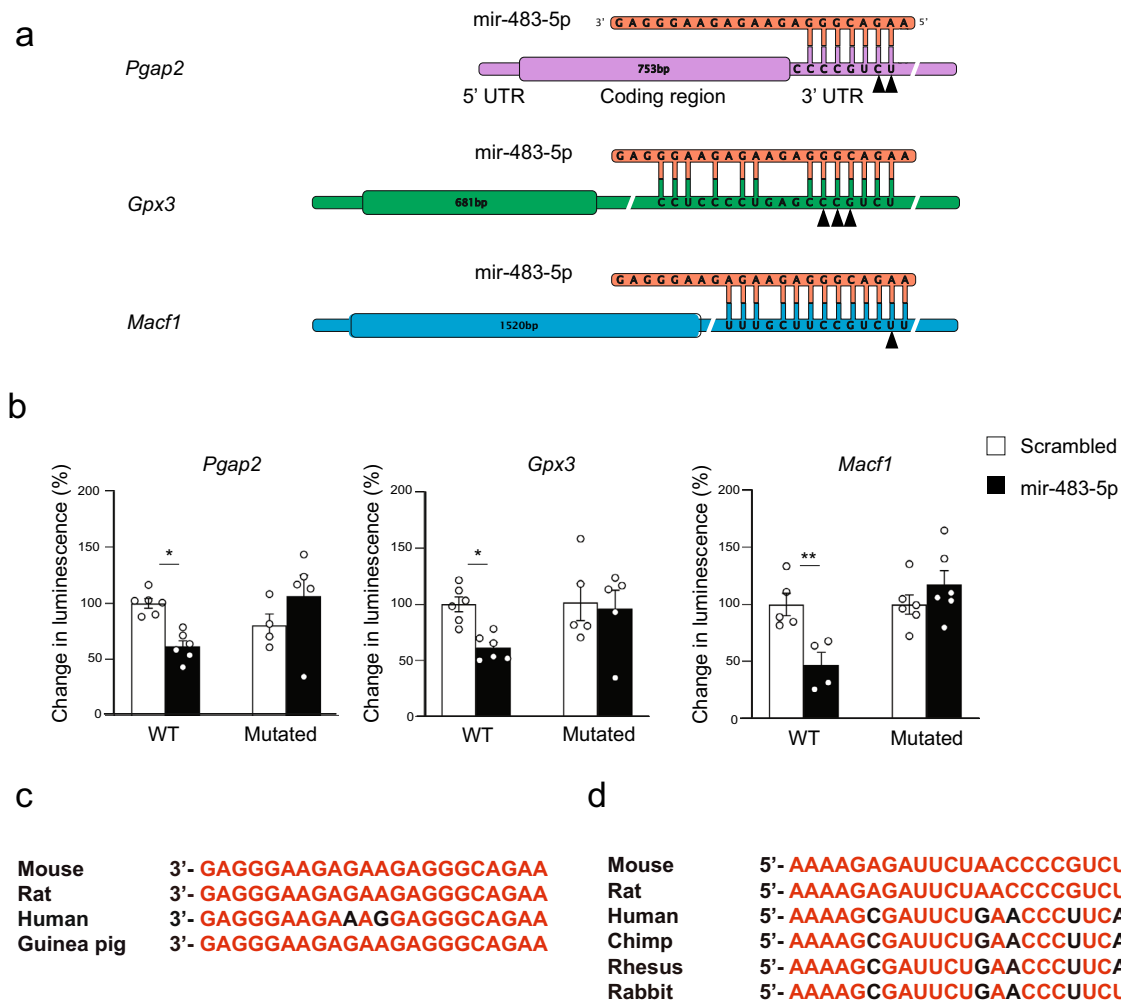 a
mir-483-5p
3' GAGGGAAGAGAAGAGGGCAGAA 5'
Pgap2
753bp
CCCCGUCU
5' UTR Coding region 3' UTR
mir-483-5p
GAGGGAAGAGAAGAGGGCAGAA
Gpx3
681bp
CCUCCCCUGAGCCCGUCU
mir-483-5p
GAGGGAAGAGAAGAGGGCAGAA
Macf1
1520bp
UUUGCUUCCGUCUU
b
Scrambled
mir-483-5p
Pgap2
Change in luminescence (%)
200
150
100
50
0
*
WT Mutated
Gpx3
Change in luminescence (%)
200
150
100
50
0
*
WT Mutated
Macf1
Change in luminescence (%)
200
150
100
50
0
**
WT Mutated
c
Mouse 3'- GAGGGAAGAGAAGAGGGCAGAA
Rat 3'- GAGGGAAGAGAAGAGGGCAGAA
Human 3'- GAGGGAAGAAAGGAGGGCAGAA
Guinea pig 3'- GAGGGAAGAGAAGAGGGCAGAA
d
Mouse 5'- AAAAGAGAUUCUAACCCCGUCU
Rat 5'- AAAAGAGAUUCUAACCCCGUCU
Human 5'- AAAAGCGAUUCUGAACCCUUCA
Chimp 5'- AAAAGCGAUUCUGAACCCUUCA
Rhesus 5'- AAAAGCGAUUCUGAACCCUUCA
Rabbit 5'- AAAAGCGAUUCUGAACCCUUCU